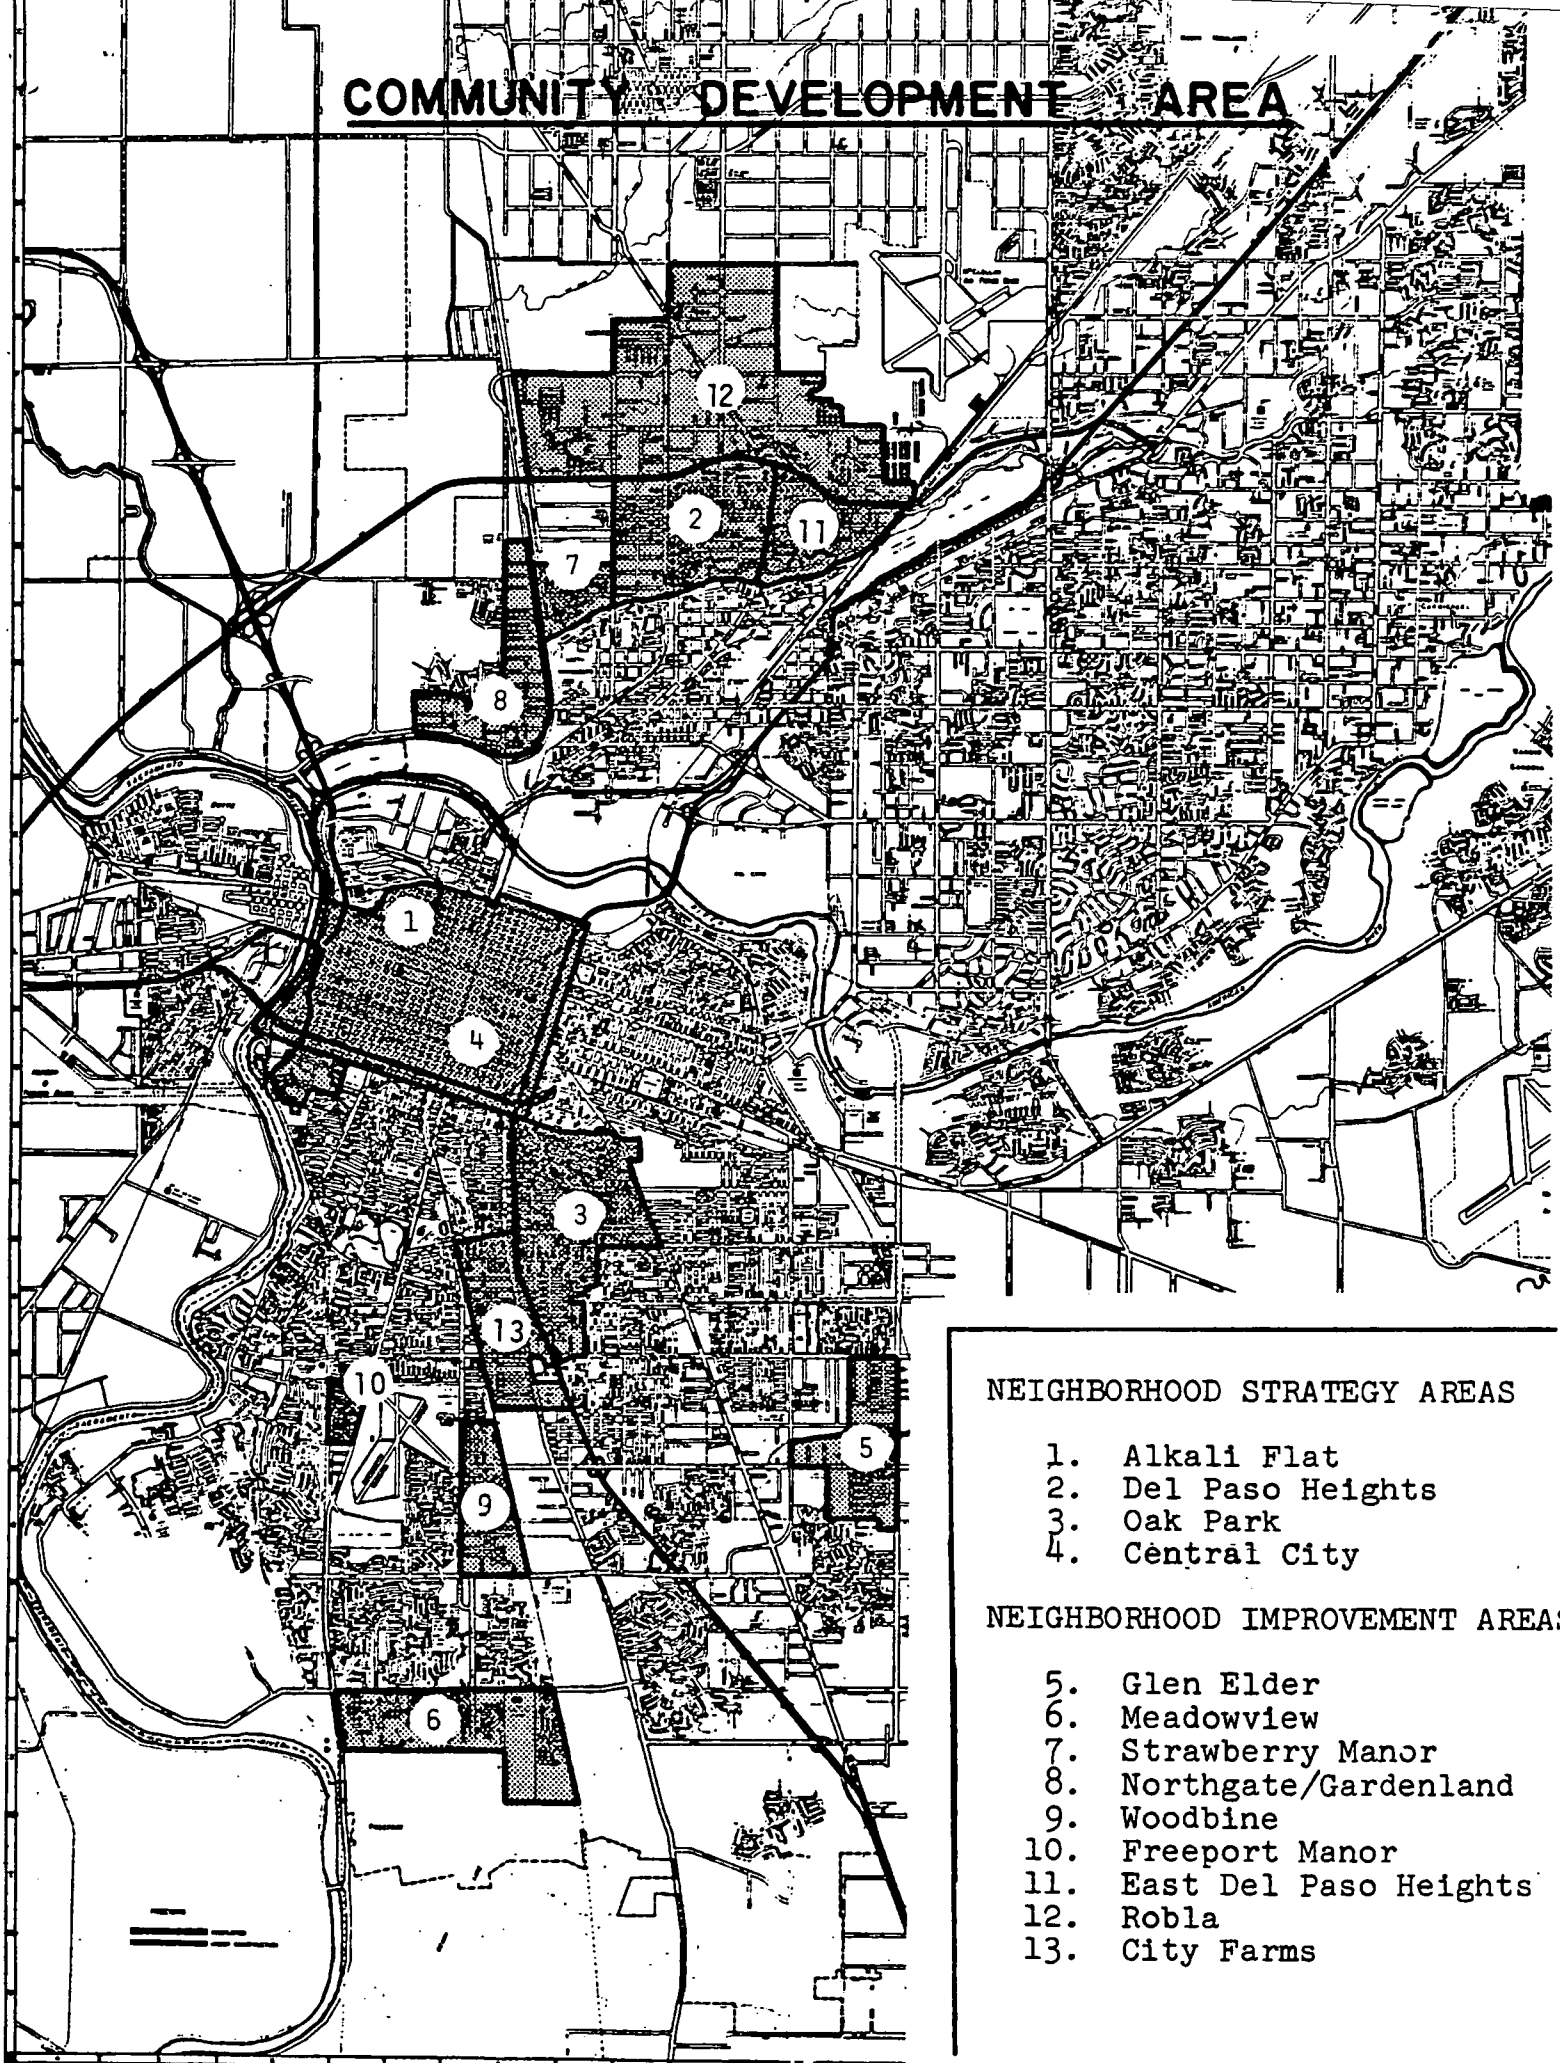 COMMUNITY DEVELOPMENT AREA
12
2
11
7
8
SACRAMENTO
1
4
AMERICAN
3
13
10
SACRAMENTO
5
9
6
NEIGHBORHOOD STRATEGY AREAS
1. Alkali Flat
2. Del Paso Heights
3. Oak Park
4. Central City
NEIGHBORHOOD IMPROVEMENT AREAS
5. Glen Elder
6. Meadowview
7. Strawberry Manor
8. Northgate/Gardenland
9. Woodbine
10. Freeport Manor
11. East Del Paso Heights
12. Robla
13. City Farms